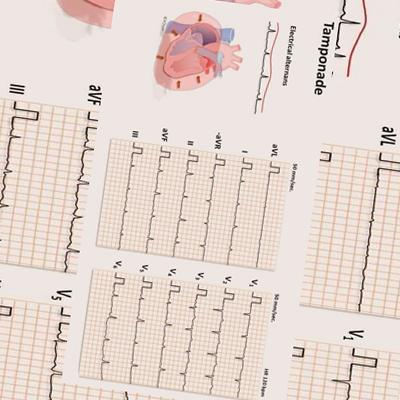 Electrical alternans
Tamponade
III
aVF
aVL
III
aVF
II
-aVR
I
aVL
50 mm/sec.
V₆
V₅
V₄
V₃
V₂
V₁
50 mm/sec.
HR 120 bpm
V₅
V₁